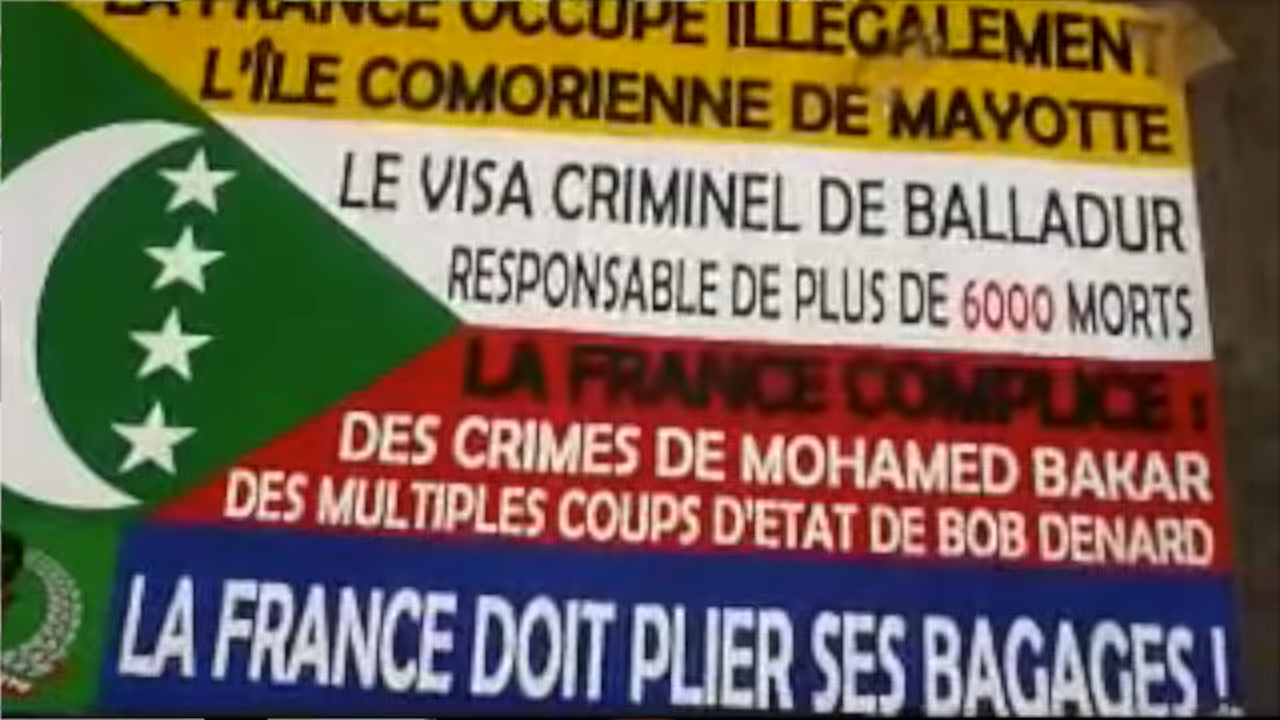 LA FRANCE OCCUPE ILLÉGALEMENT
L'ÎLE COMORIENNE DE MAYOTTE
LE VISA CRIMINEL DE BALLADUR
RESPONSABLE DE PLUS DE 6000 MORTS
LA FRANCE COMPLICE :
DES CRIMES DE MOHAMED BAKAR
DES MULTIPLES COUPS D'ETAT DE BOB DENARD
LA FRANCE DOIT PLIER SES BAGAGES !